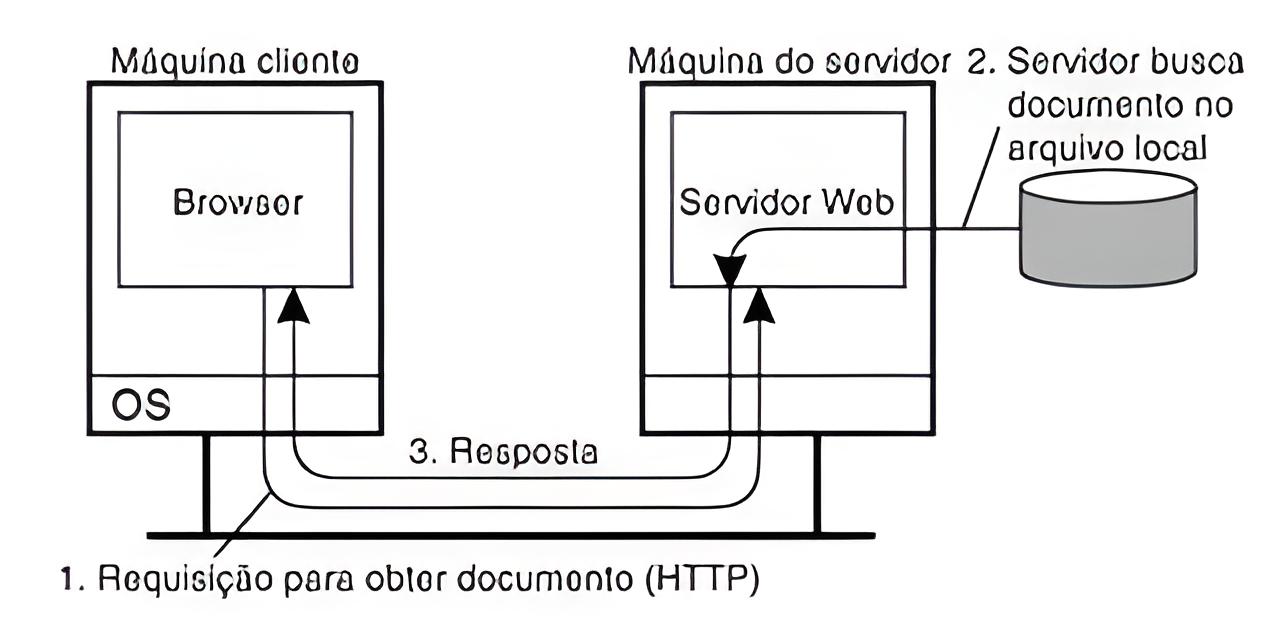 Máquina cliente
Máquina do servidor
2. Servidor busca
documento no
arquivo local
Browser
Servidor Web
OS
3. Resposta
1. Requisição para obter documento (HTTP)